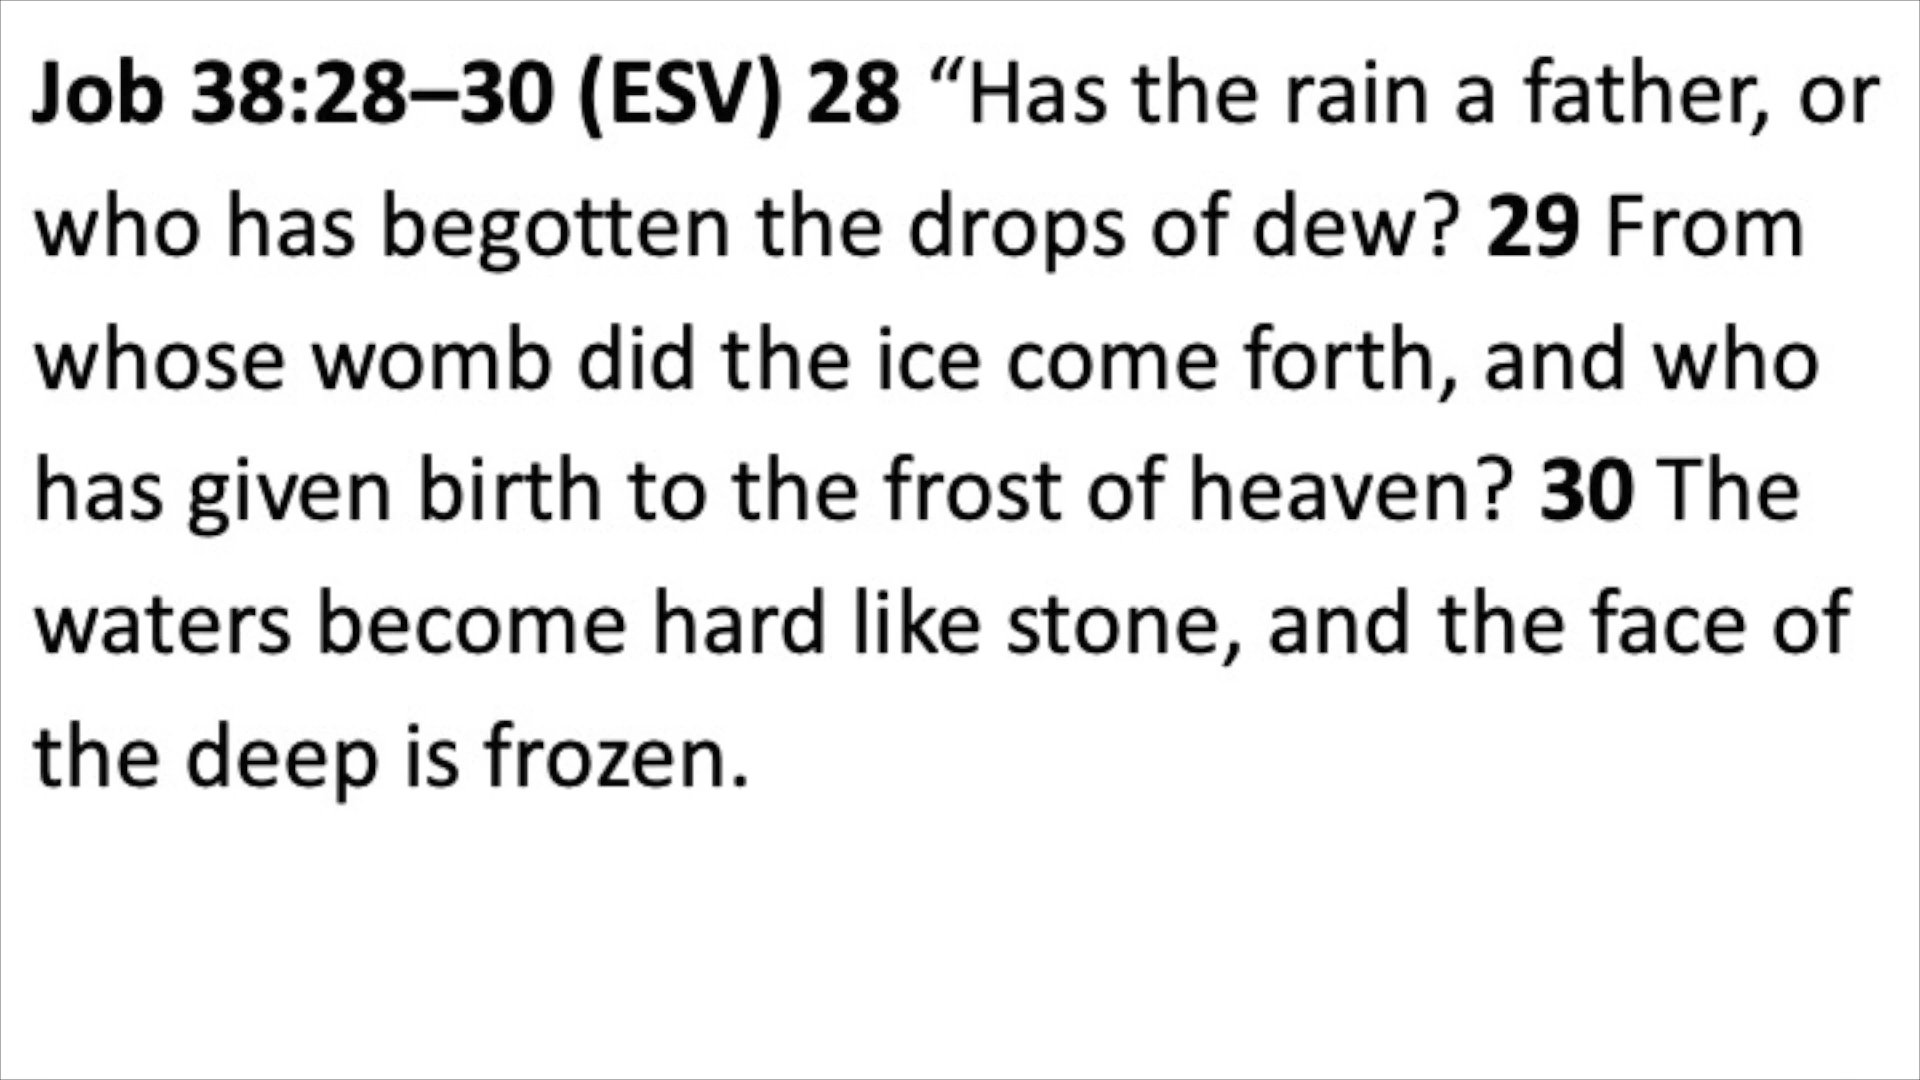 Job 38:28–30 (ESV) 28 “Has the rain a father, or
who has begotten the drops of dew? 29 From
whose womb did the ice come forth, and who
has given birth to the frost of heaven? 30 The
waters become hard like stone, and the face of
the deep is frozen.